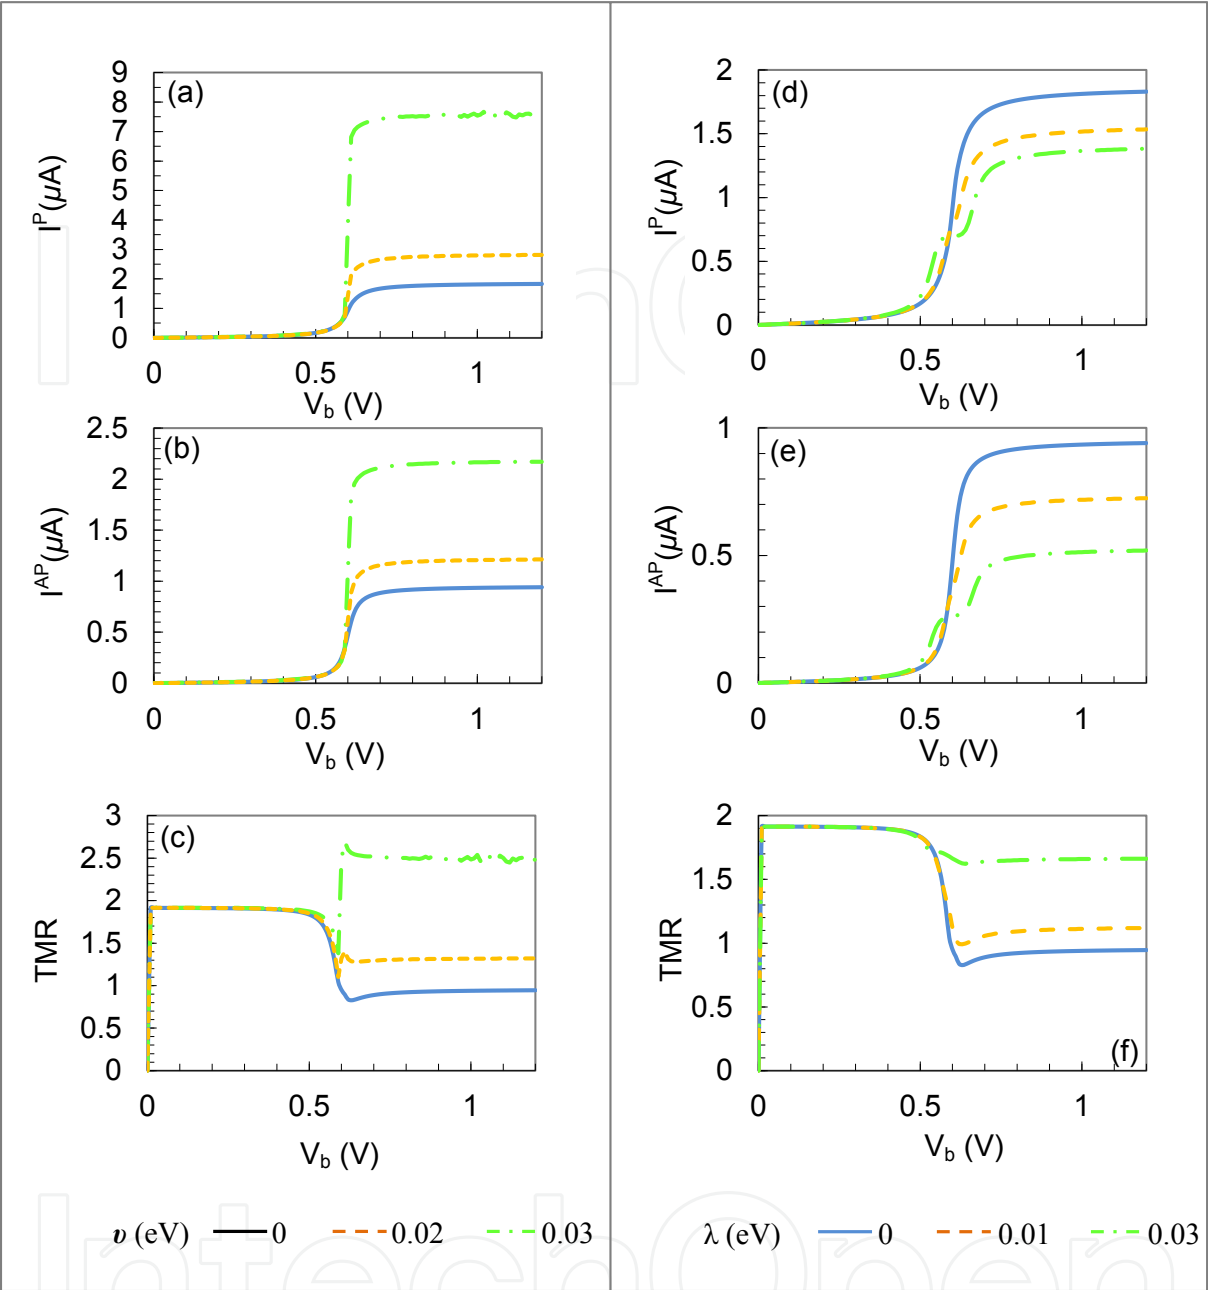 (a)
9
8
7
6
5
4
3
2
1
0
I^P(μA)
0 0.5 1
V_b (V)
(b)
2.5
2
1.5
1
0.5
0
I^AP(μA)
0 0.5 1
V_b (V)
(c)
3
2.5
2
1.5
1
0.5
0
TMR
0 0.5 1
V_b (V)
υ (eV) 0 0.02 0.03
(d)
2
1.5
1
0.5
0
I^P(μA)
0 0.5 1
V_b (V)
(e)
1
0.5
0
I^AP(μA)
0 0.5 1
V_b (V)
2
1.5
1
0.5
0
TMR
(f)
0 0.5 1
V_b (V)
λ (eV) 0 0.01 0.03
IntechOpen